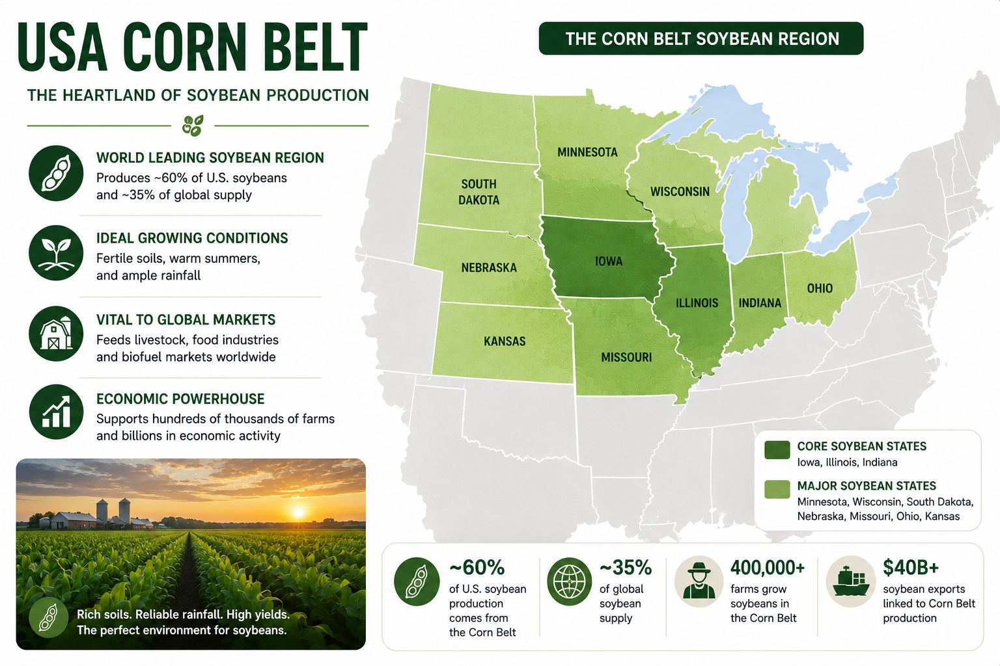 USA CORN BELT
THE HEARTLAND OF SOYBEAN PRODUCTION
WORLD LEADING SOYBEAN REGION
Produces ~60% of U.S. soybeans
and ~35% of global supply
IDEAL GROWING CONDITIONS
Fertile soils, warm summers,
and ample rainfall
VITAL TO GLOBAL MARKETS
Feeds livestock, food industries
and biofuel markets worldwide
ECONOMIC POWERHOUSE
Supports hundreds of thousands of farms
and billions in economic activity
Rich soils. Reliable rainfall. High yields.
The perfect environment for soybeans.
THE CORN BELT SOYBEAN REGION
MINNESOTA
SOUTH
DAKOTA
WISCONSIN
NEBRASKA
IOWA
ILLINOIS
INDIANA
OHIO
KANSAS
MISSOURI
CORE SOYBEAN STATES
Iowa, Illinois, Indiana
MAJOR SOYBEAN STATES
Minnesota, Wisconsin, South Dakota,
Nebraska, Missouri, Ohio, Kansas
~60%
of U.S. soybean
production
comes from
the Corn Belt
~35%
of global
soybean
supply
400,000+
farms grow
soybeans in
the Corn Belt
$40B+
soybean exports
linked to Corn Belt
production